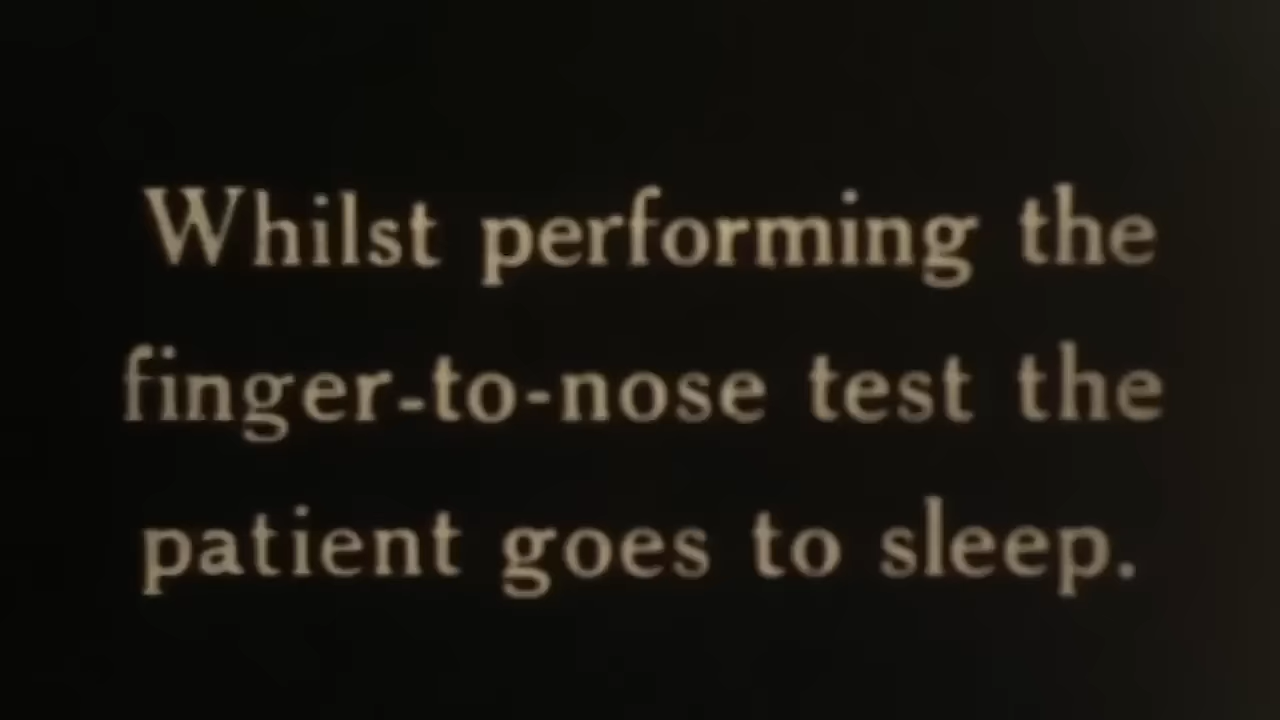 Whilst performing the
finger-to-nose test the
patient goes to sleep.